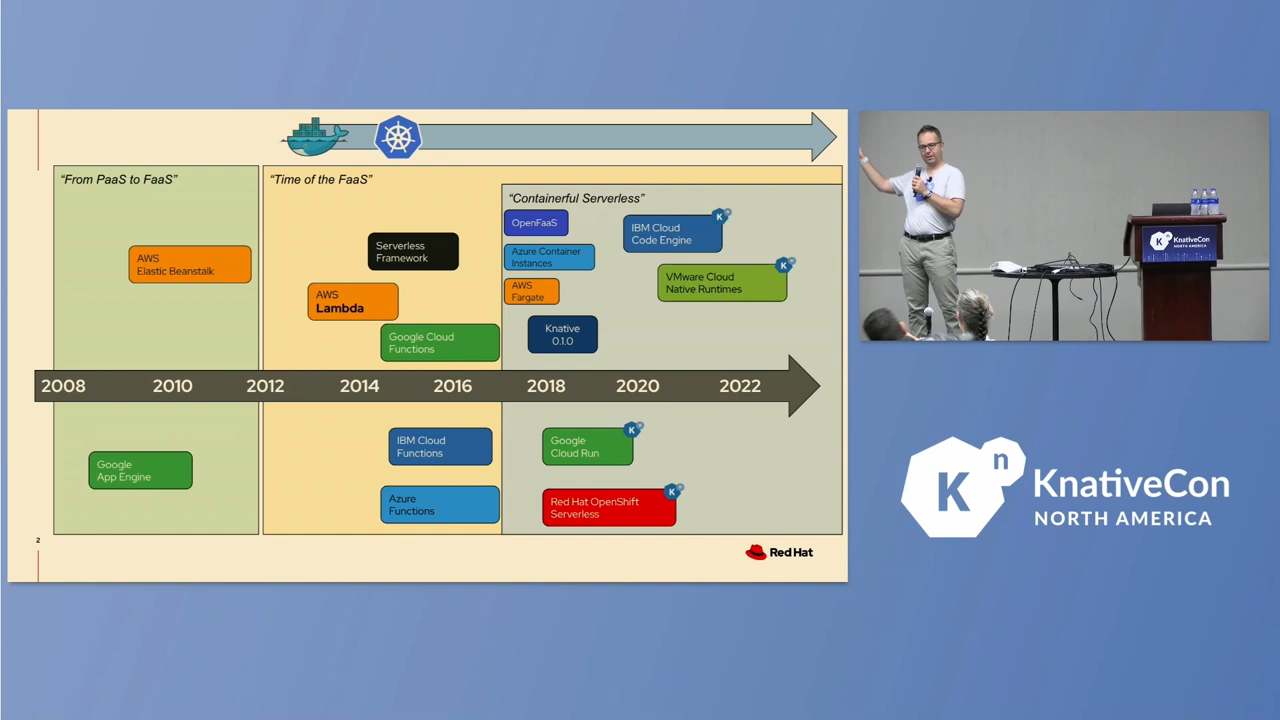 “From PaaS to FaaS”
“Time of the FaaS”
“Containerful Serverless”
OpenFaaS
IBM Cloud
Code Engine
K
AWS
Elastic Beanstalk
Serverless
Framework
Azure Container
Instances
VMware Cloud
Native Runtimes
K
AWS
Lambda
AWS
Fargate
Google Cloud
Functions
Knative
0.1.0
2008 2010 2012 2014 2016 2018 2020 2022
IBM Cloud
Functions
Google
Cloud Run
K
Google
App Engine
Azure
Functions
Red Hat OpenShift
Serverless
K
2
Red Hat
K
KnativeCon
NORTH AMERICA
K n
KnativeCon
NORTH AMERICA